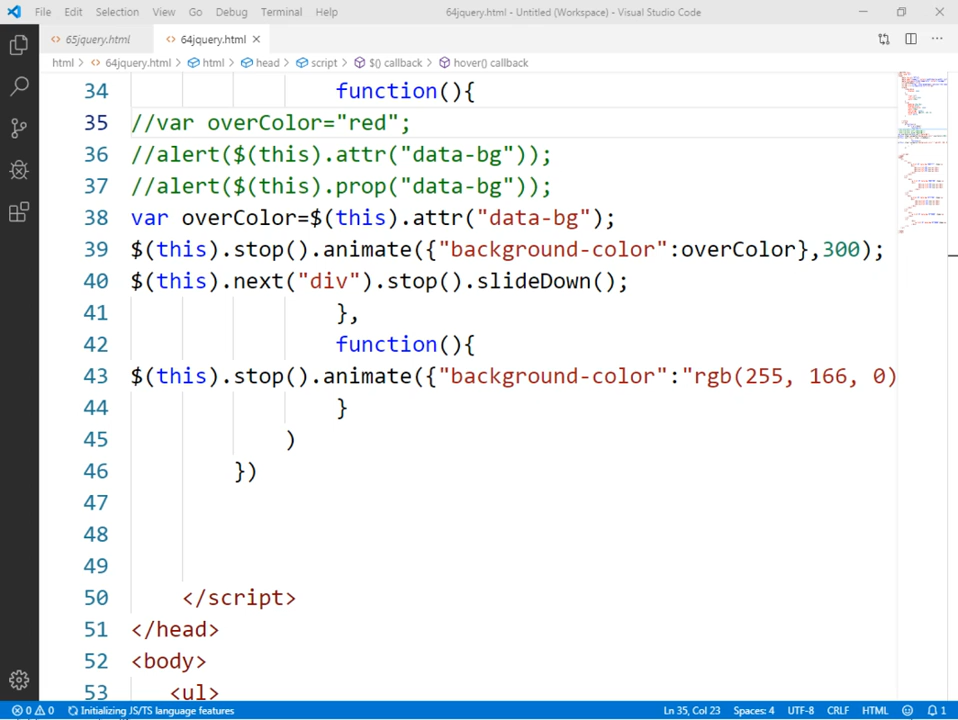 File Edit Selection View Go Debug Terminal Help 64jquery.html - Untitled (Workspace) - Visual Studio Code
65jquery.html 64jquery.html
html > 64jquery.html > html > head > script > $() callback > hover() callback
34 function(){
35 //var overColor="red";
36 //alert($(this).attr("data-bg"));
37 //alert($(this).prop("data-bg"));
38 var overColor=$(this).attr("data-bg");
39 $(this).stop().animate({"background-color":overColor},300);
40 $(this).next("div").stop().slideDown();
41 },
42 function(){
43 $(this).stop().animate({"background-color":"rgb(255, 166, 0)
44 }
45 )
46 })
47
48
49
50 </script>
51 </head>
52 <body>
53 <ul>
0 0 Initializing JS/TS language features Ln 35, Col 23 Spaces: 4 UTF-8 CRLF HTML 1